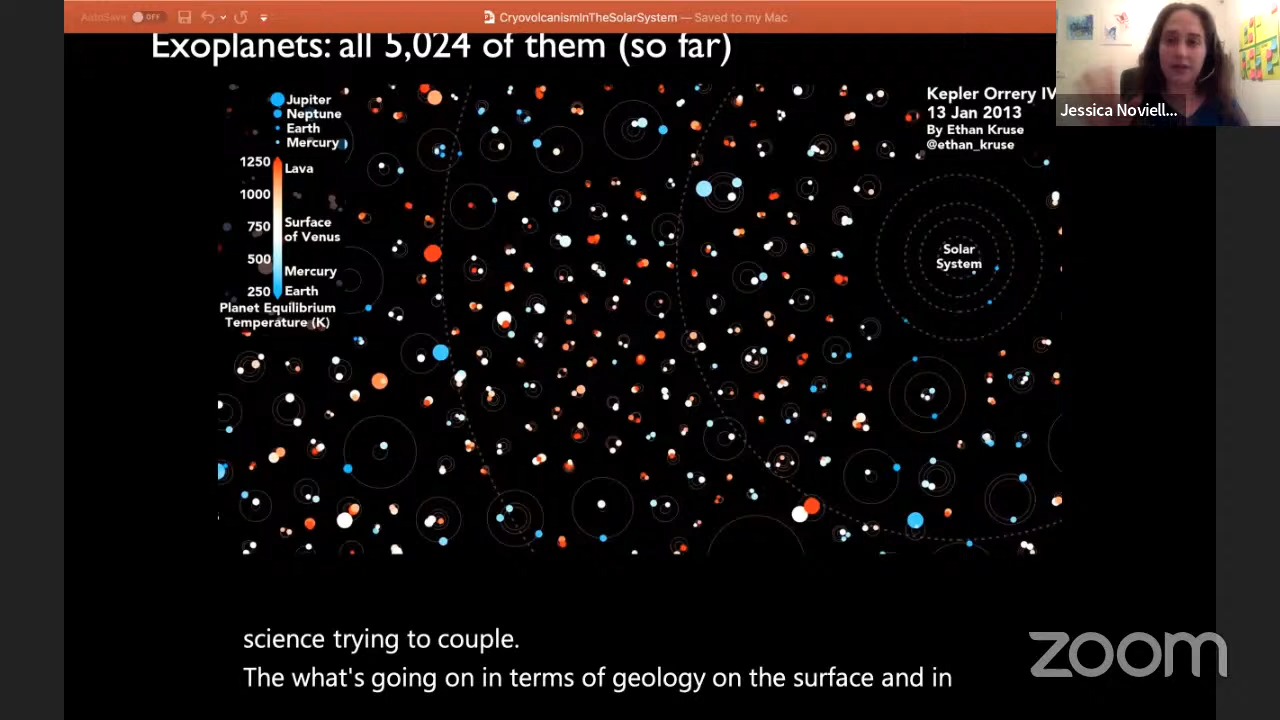 AutoSave OFF
CryovolcanismInTheSolarSystem — Saved to my Mac
Exoplanets: all 5,024 of them (so far)
Jupiter
Neptune
Earth
Mercury
1250
Lava
1000
750
Surface
of Venus
500
Mercury
250
Earth
Planet Equilibrium
Temperature (K)
Kepler Orrery IV
13 Jan 2013
By Ethan Kruse
@ethan_kruse
Solar
System
Jessica Noviell...
science trying to couple.
The what's going on in terms of geology on the surface and in
zoom